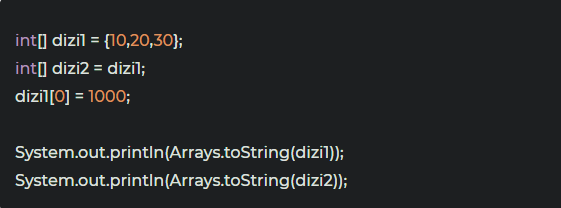 int[] dizi1 = {10,20,30};
int[] dizi2 = dizi1;
dizi1[0] = 1000;
System.out.println(Arrays.toString(dizi1));
System.out.println(Arrays.toString(dizi2));